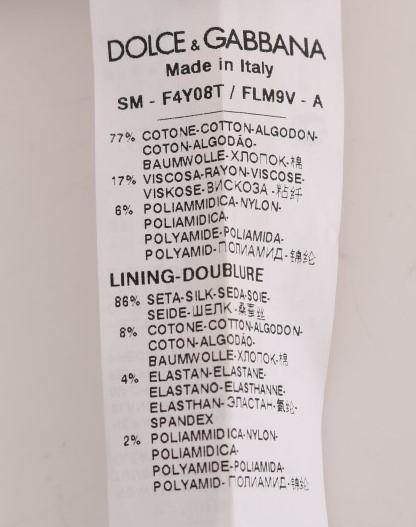 DOLCE & GABBANA
Made in Italy
SM - F4Y08T / FLM9V - A
77% COTONE-COTTON-ALGODON-
COTON-ALGODÃO-
BAUMWOLLE-ХЛОПОК-棉
17% VISCOSA-RAYON-VISCOSE-
VISKOSE-ВИСКОЗА-粘纤
6% POLIAMMIDICA-NYLON-
POLIAMIDICA-
POLYAMIDE-POLIAMIDA-
POLYAMID-ПОЛИАМИД-锦纶
LINING-DOUBLURE
86% SETA-SILK-SEDA-SOIE-
SEIDE-ШЕЛК-桑蚕丝
8% COTONE-COTTON-ALGODON-
COTON-ALGODÃO-
BAUMWOLLE-ХЛОПОК-棉
4% ELASTAN-ELASTANE-
ELASTANO-ELASTHANNE-
ELASTHAN-ЭЛАСТАН-氨纶-
SPANDEX
2% POLIAMMIDICA-NYLON-
POLIAMIDICA-
POLYAMIDE-POLIAMIDA-
POLYAMID-ПОЛИАМИД-锦纶